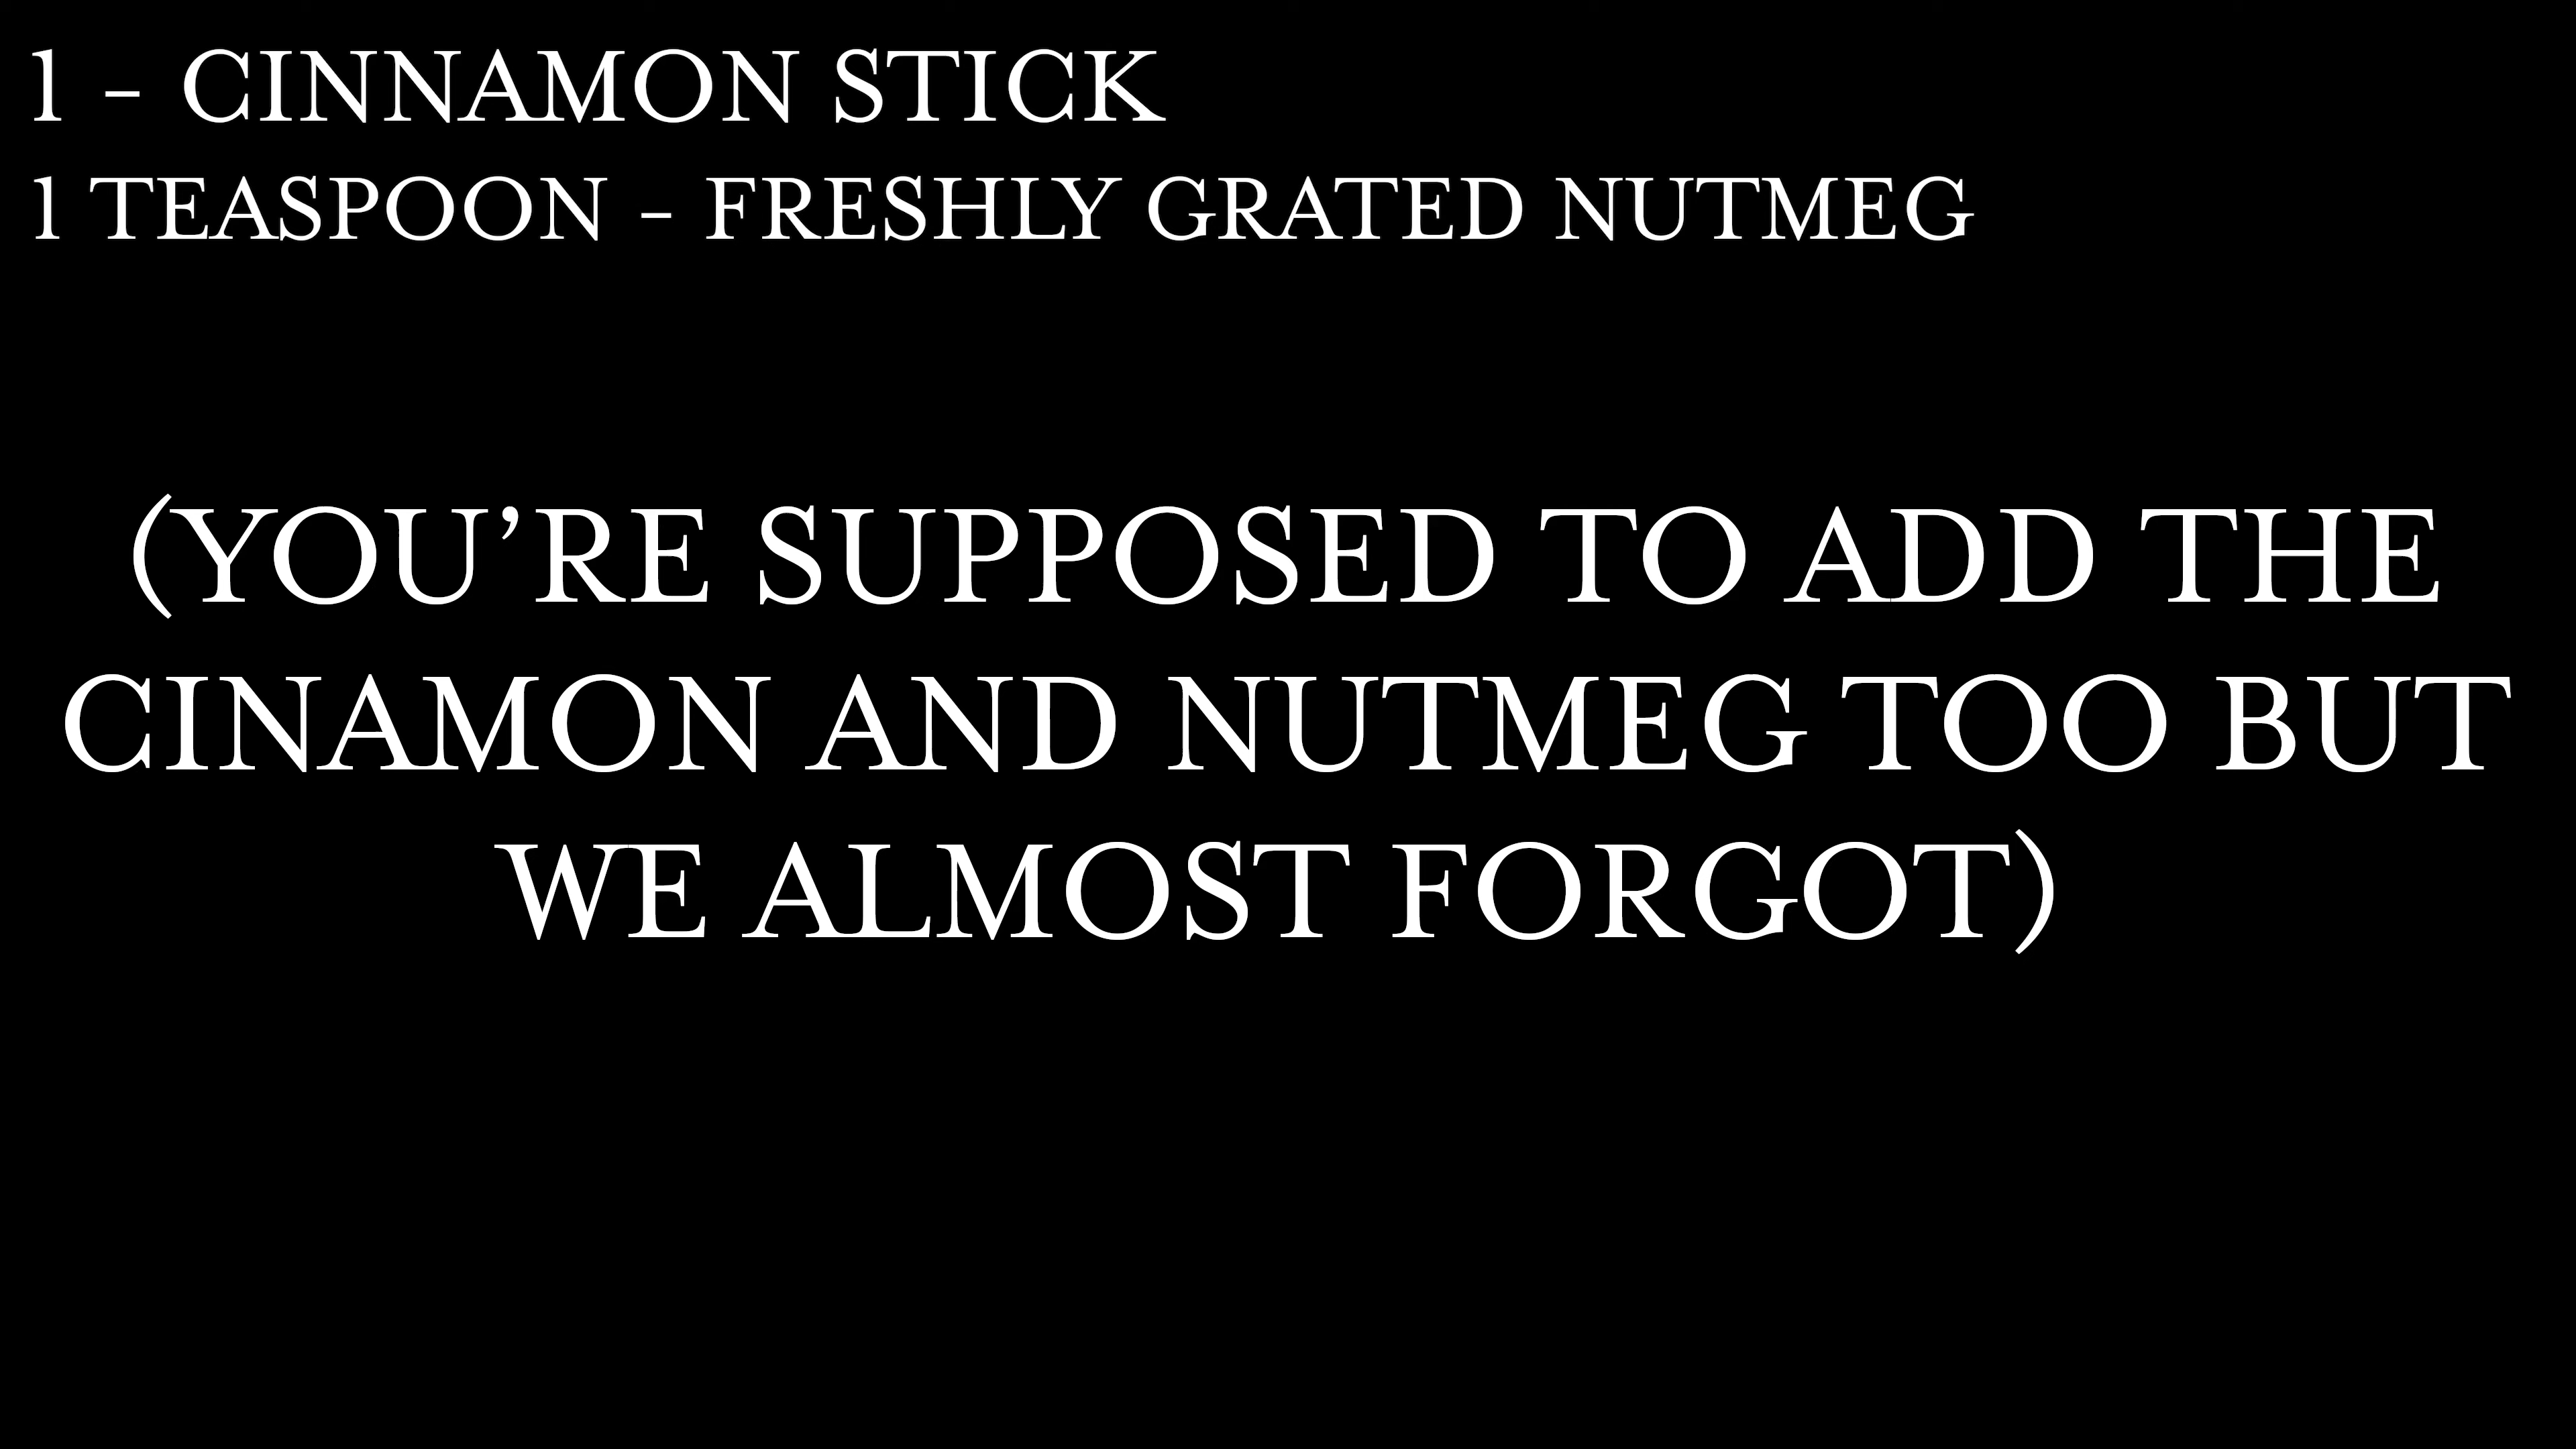 1 - CINNAMON STICK
1 TEASPOON - FRESHLY GRATED NUTMEG
(YOU’RE SUPPOSED TO ADD THE
CINAMON AND NUTMEG TOO BUT
WE ALMOST FORGOT)